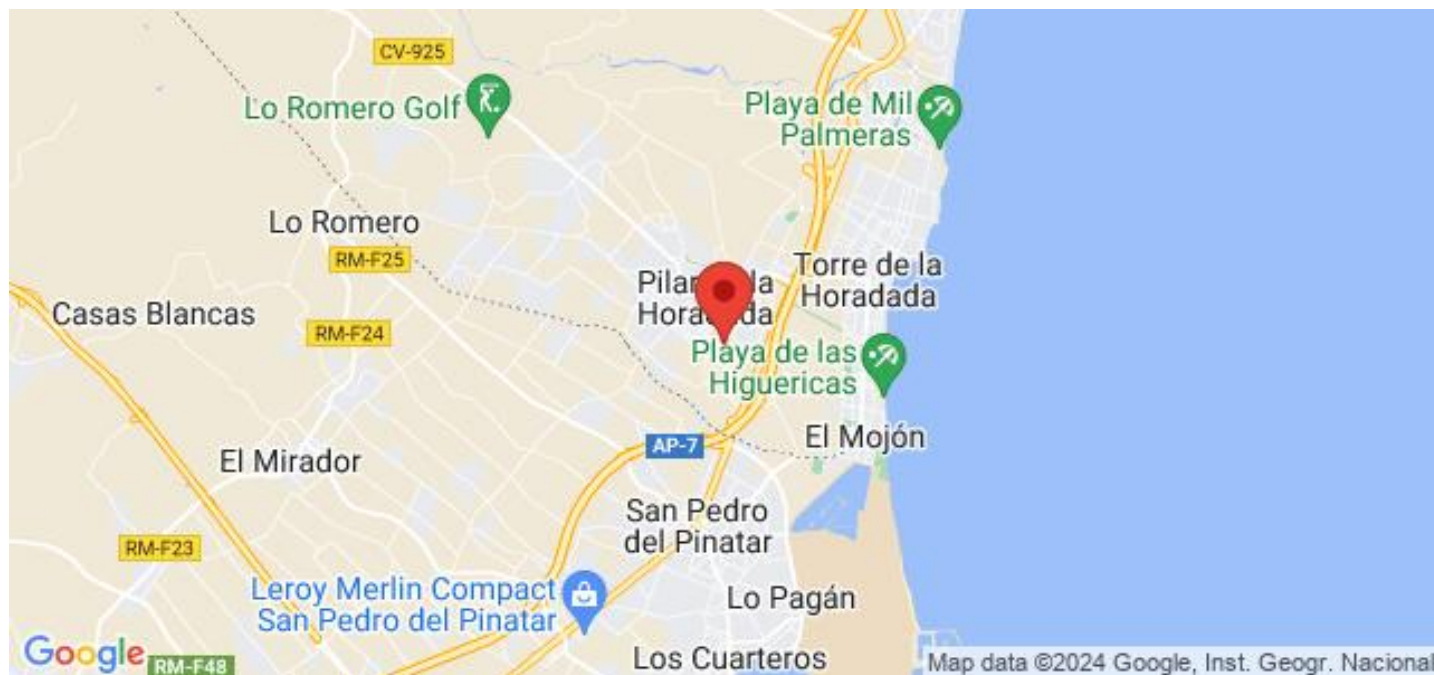 CV-925
Lo Romero Golf
Playa de Mil
Palmeras
Lo Romero
RM-F25
Torre de la
Horadada
Casas Blancas
RM-F24
Playa de las
Higuericas
AP-7
El Mojón
El Mirador
San Pedro
del Pinatar
RM-F23
Leroy Merlin Compact
San Pedro del Pinatar
Lo Pagán
Google
RM-F48
Los Cuarteros
Map data ©2024 Google, Inst. Geogr. Nacional